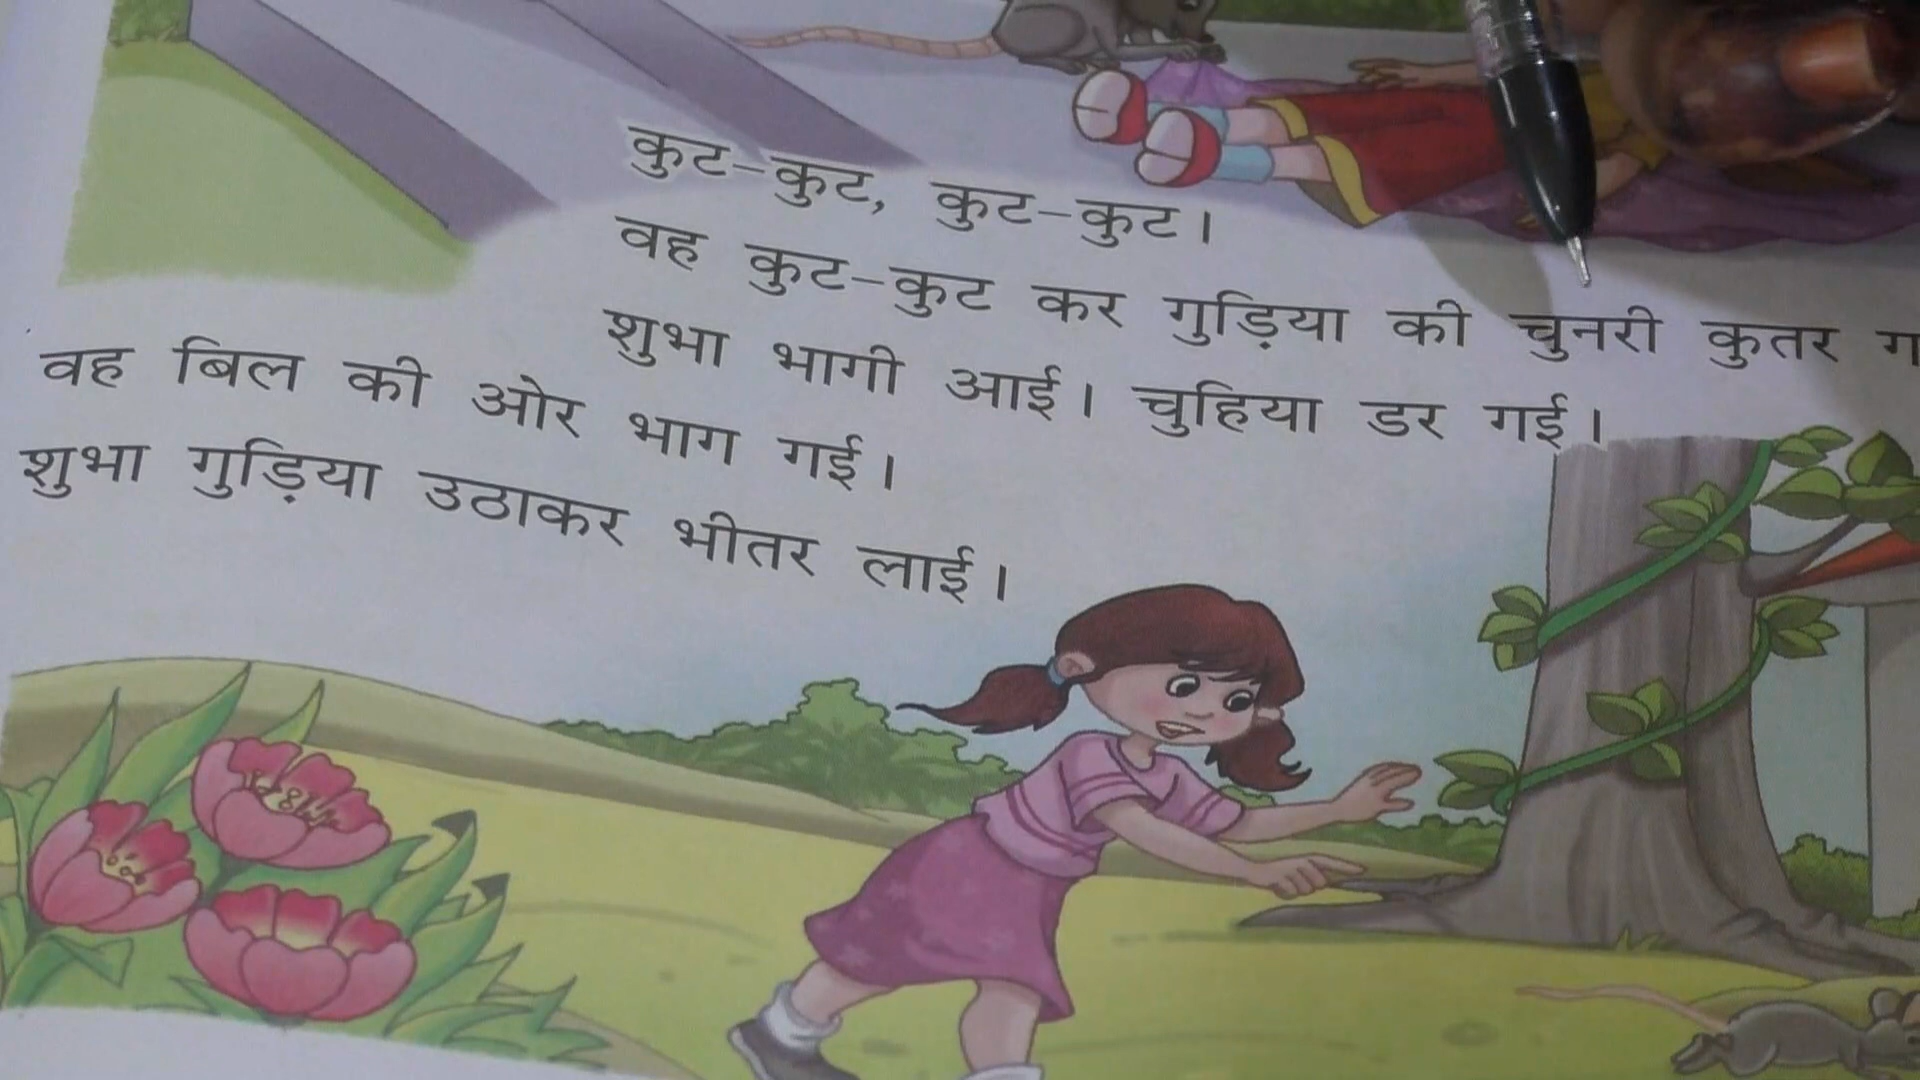 कुट-कुट, कुट-कुट।
वह कुट-कुट कर गुड़िया की चुनरी कुतर
शुभा भागी आई। चुहिया डर गई।
वह बिल की ओर भाग गई।
शुभा गुड़िया उठाकर भीतर लाई।